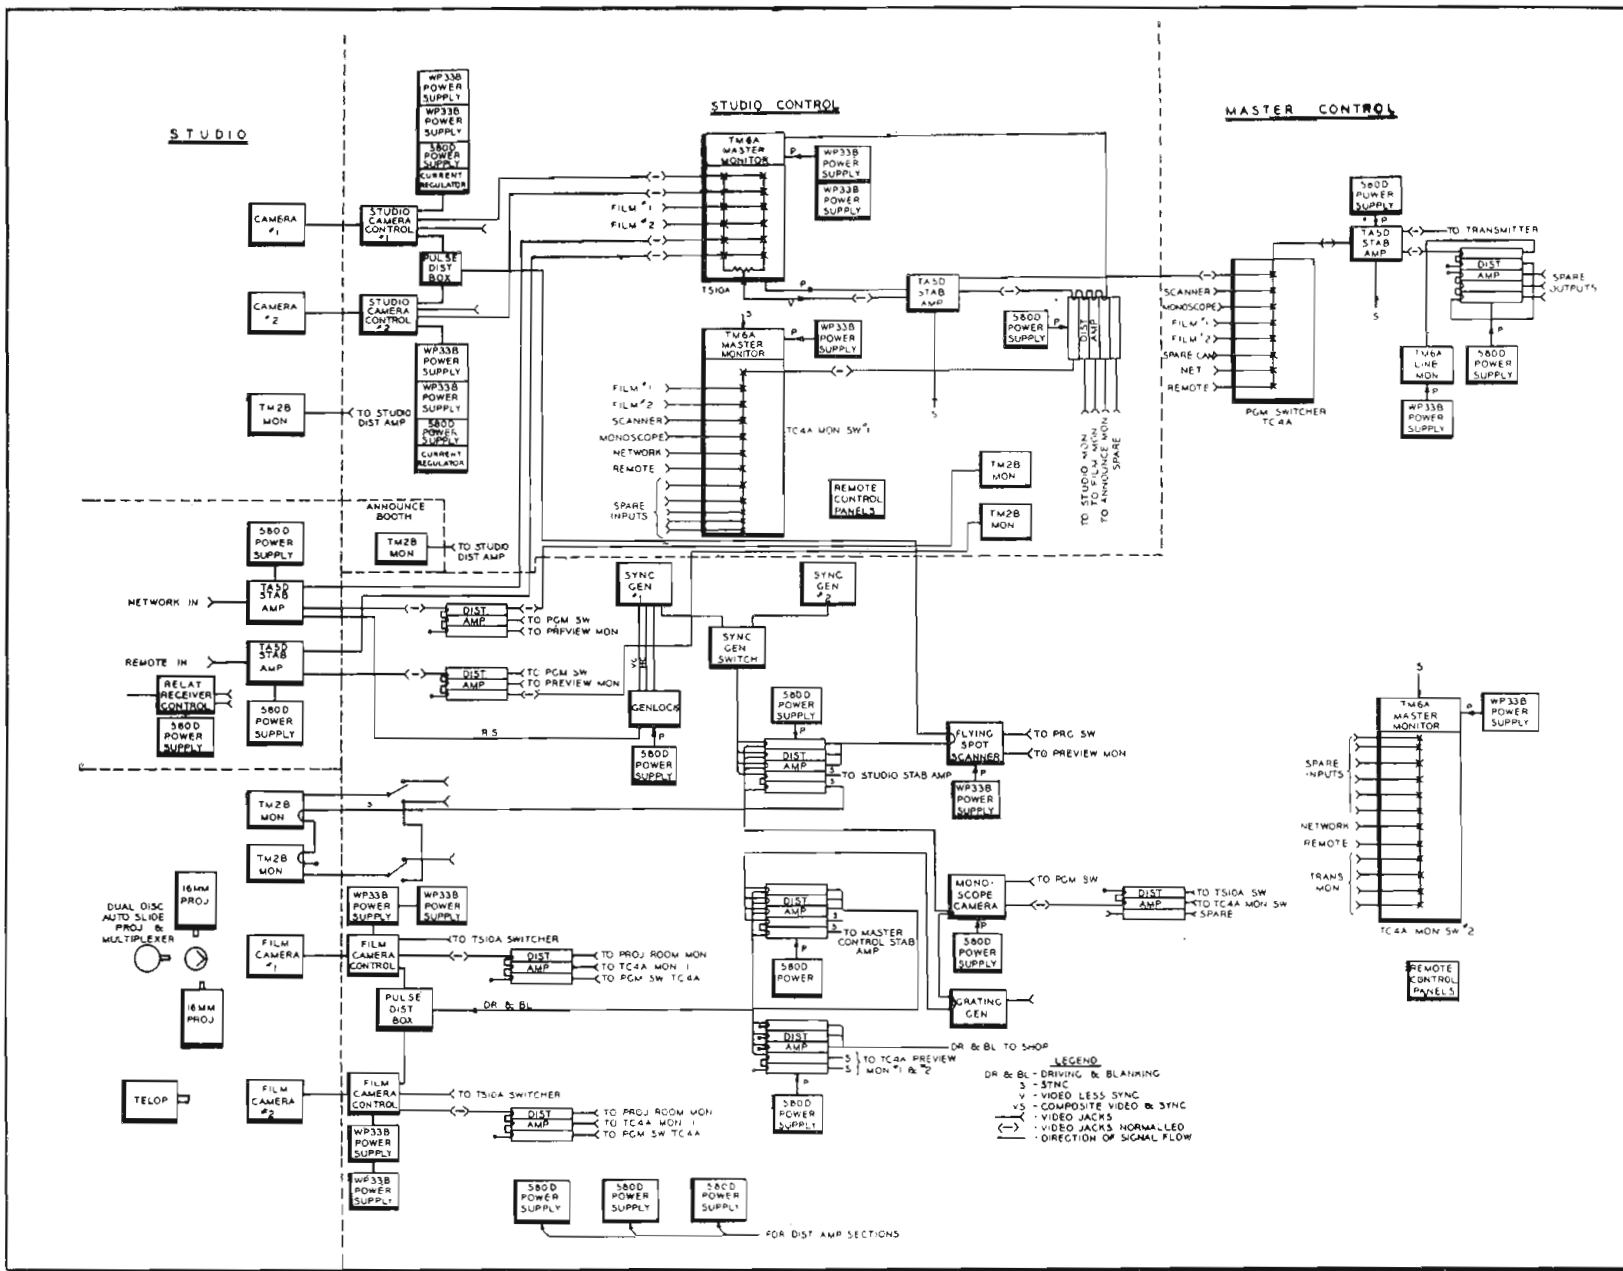 STUDIO
STUDIO CONTROL
MASTER CONTROL
WP33B
POWER
SUPPLY
WP33B
POWER
SUPPLY
580D
POWER
SUPPLY
CURRENT
REGULATOR
CAMERA
#1
STUDIO
CAMERA
CONTROL
#1
PULSE
DIST
BOX
CAMERA
#2
STUDIO
CAMERA
CONTROL
#2
WP33B
POWER
SUPPLY
WP33B
POWER
SUPPLY
580D
POWER
SUPPLY
CURRENT
REGULATOR
TM2B
MON
TO STUDIO
DIST AMP
TM6A
MASTER
MONITOR
P
WP33B
POWER
SUPPLY
WP33B
POWER
SUPPLY
FILM #1
FILM #2
TS10A
P
V
TA5D
STAB
AMP
S
S
TM6A
MASTER
MONITOR
P
WP33B
POWER
SUPPLY
580D
POWER
SUPPLY
P
DIST
AMP
FILM #1
FILM #2
SCANNER
MONOSCOPE
NETWORK
REMOTE
SPARE
INPUTS
TC4A MON SW #1
REMOTE
CONTROL
PANELS
TM2B
MON
TM2B
MON
TO STUDIO MON
TO FILM MON
TO ANNOUNCE MON
SPARE
SCANNER
MONOSCOPE
FILM #1
FILM #2
SPARE CAM
NET
REMOTE
PGM SWITCHER
TC4A
580D
POWER
SUPPLY
P
TA5D
STAB
AMP
S
TO TRANSMITTER
DIST
AMP
SPARE
OUTPUTS
P
TM6A
LINE
MON
P
WP33B
POWER
SUPPLY
580D
POWER
SUPPLY
ANNOUNCE
BOOTH
TM2B
MON
TO STUDIO
DIST AMP
580D
POWER
SUPPLY
NETWORK IN
TA5D
STAB
AMP
REMOTE IN
TA5D
STAB
AMP
RELAY
RECEIVER
CONTROL
580D
POWER
SUPPLY
580D
POWER
SUPPLY
DIST
AMP
TO PGM SW
TO PREVIEW MON
DIST
AMP
TO PGM SW
TO PREVIEW MON
SYNC
GEN
#1
SYNC
GEN
#2
SYNC
GEN
SWITCH
GENLOCK
P
580D
POWER
SUPPLY
580D
POWER
SUPPLY
P
DIST
AMP
S
S
TO STUDIO STAB AMP
FLYING
SPOT
SCANNER
TO PRG SW
TO PREVIEW MON
P
WP33B
POWER
SUPPLY
S
TM6A
MASTER
MONITOR
P
WP33B
POWER
SUPPLY
SPARE
INPUTS
NETWORK
REMOTE
TRANS
MON
TC4A MON SW #2
REMOTE
CONTROL
PANELS
TM2B
MON
S
TM2B
MON
DUAL DISC
AUTO SLIDE
PROJ &
MULTIPLEXER
16MM
PROJ
16MM
PROJ
WP33B
POWER
SUPPLY
WP33B
POWER
SUPPLY
FILM
CAMERA
#1
FILM
CAMERA
CONTROL
TO TS10A SWITCHER
DIST
AMP
TO PROJ ROOM MON
TO TC4A MON 1
TO PGM SW TC4A
PULSE
DIST
BOX
DR & BL
DIST
AMP
S
S
TO MASTER
CONTROL STAB
AMP
P
580D
POWER
MONO-
SCOPE
CAMERA
TO PGM SW
DIST
AMP
TO TS10A SW
TO TC4A MON SW
SPARE
P
580D
POWER
SUPPLY
GRATING
GEN
DIST
AMP
DR & BL TO SHOP
S
S
TO TC4A PREVIEW
MON #1 & #2
P
580D
POWER
SUPPLY
TELOP
FILM
CAMERA
#2
FILM
CAMERA
CONTROL
TO TS10A SWITCHER
DIST
AMP
TO PROJ ROOM MON
TO TC4A MON 1
TO PGM SW TC4A
WP33B
POWER
SUPPLY
WP33B
POWER
SUPPLY
LEGEND
DR & BL - DRIVING & BLANKING
S - SYNC
V - VIDEO LESS SYNC
VS - COMPOSITE VIDEO & SYNC
- VIDEO JACKS
- VIDEO JACKS NORMALLED
- DIRECTION OF SIGNAL FLOW
580D
POWER
SUPPLY
580D
POWER
SUPPLY
580D
POWER
SUPPLY
FOR DIST AMP SECTIONS